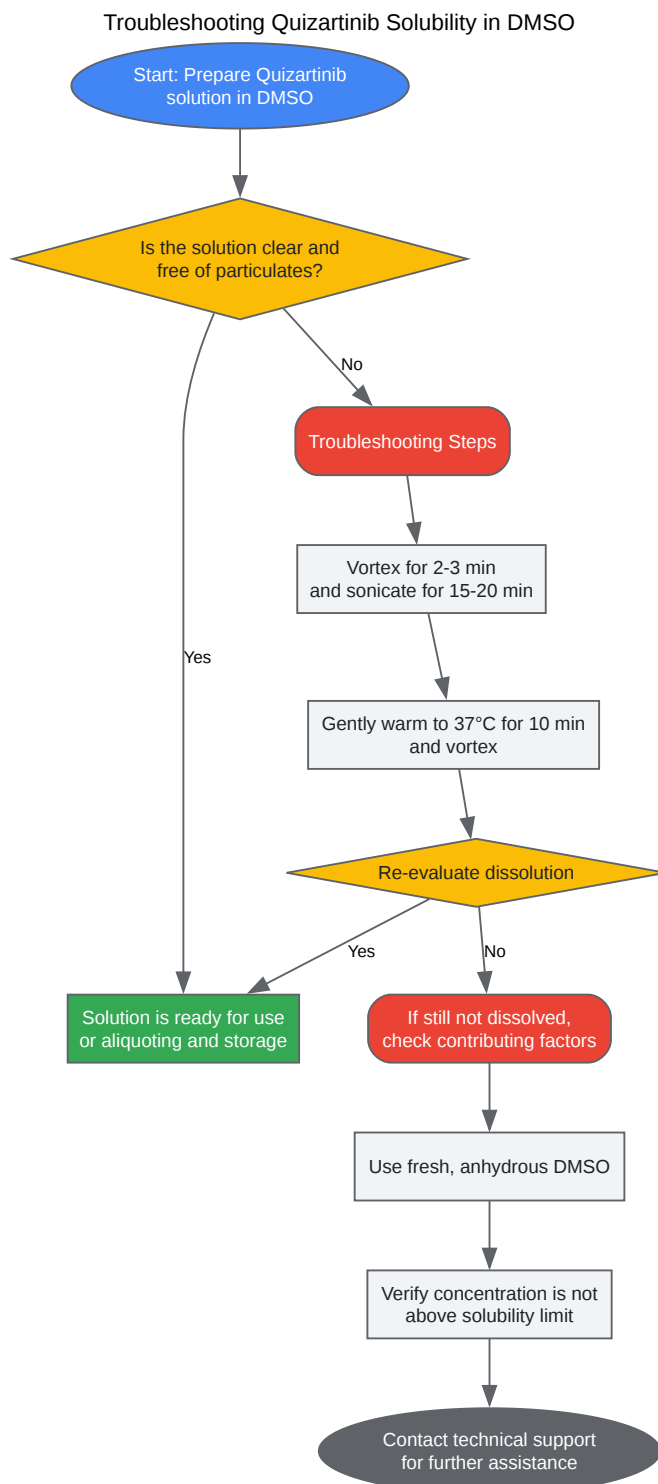 Troubleshooting Quizartinib Solubility in DMSO
Start: Prepare Quizartinib
solution in DMSO
Is the solution clear and
free of particulates?
No
Troubleshooting Steps
Vortex for 2-3 min
and sonicate for 15-20 min
Yes
Gently warm to 37°C for 10 min
and vortex
Re-evaluate dissolution
Yes
No
Solution is ready for use
or aliquoting and storage
If still not dissolved,
check contributing factors
Use fresh, anhydrous DMSO
Verify concentration is not
above solubility limit
Contact technical support
for further assistance